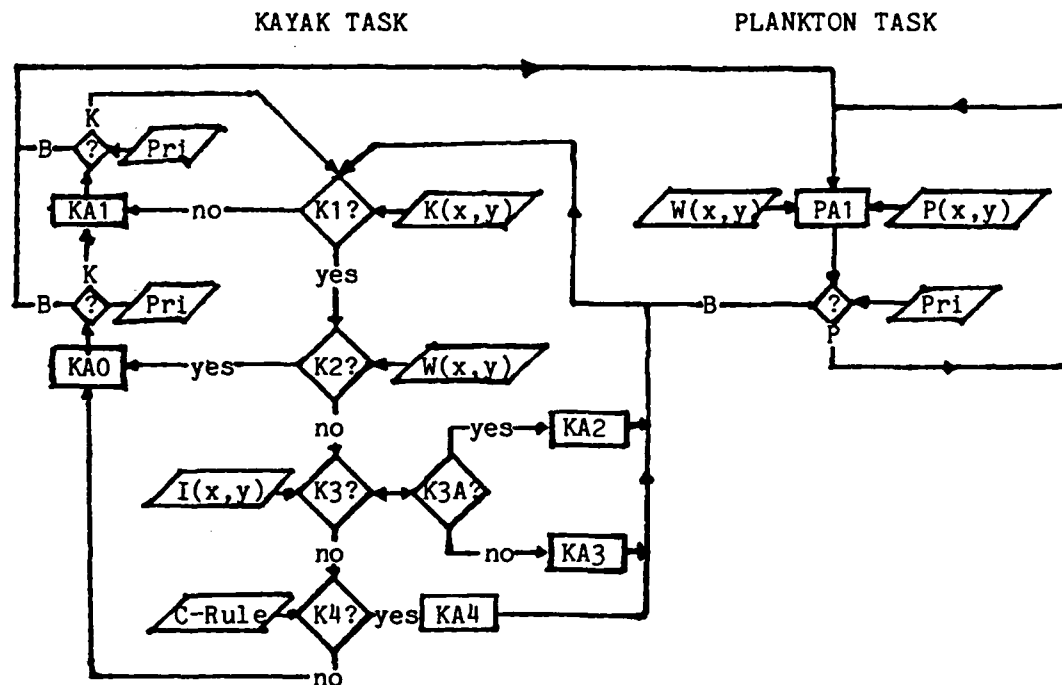 KAYAK TASK PLANKTON TASK
K
B ? Pri
KA1 no K1? K(x,y) W(x,y) PA1 P(x,y)
K yes
B ? Pri B ? Pri
P
KA0 yes K2? W(x,y)
no yes KA2
I(x,y) K3? K3A?
no no KA3
C-Rule K4? yes KA4
no